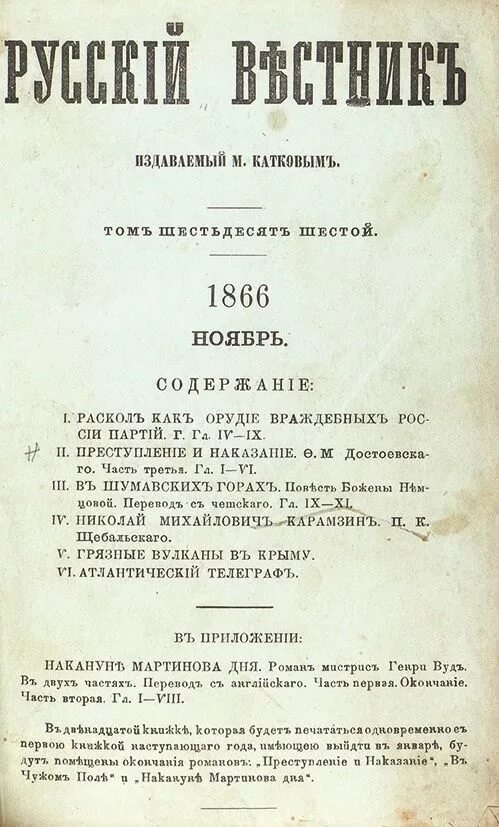 РУССКІЙ ВѢСТНИКЪ
ИЗДАВАЕМЫЙ М. КАТКОВЫМЪ.
ТОМЪ ШЕСТЬДЕСЯТЪ ШЕСТОЙ.
1866
НОЯБРЬ.
СОДЕРЖАНІЕ:
I. РАСКОЛЪ КАКЪ ОРУДІЕ ВРАЖДЕБНЫХЪ РОС-
СІИ ПАРТІЙ. Г. Гл. IV—IX.
II. ПРЕСТУПЛЕНІЕ И НАКАЗАНІЕ. Ѳ. М Достоевска-
го. Часть третья. Гл. I—VI.
III. ВЪ ШУМАВСКИХЪ ГОРАХЪ. Повѣсть Божены Нѣм-
цовой. Переводъ съ чешскаго. Гл. IX—XI.
IV. НИКОЛАЙ МИХАЙЛОВИЧЪ КАРАМЗИНЪ. П. К.
Щебальскаго.
V. ГРЯЗНЫЕ ВУЛКАНЫ ВЪ КРЫМУ.
VI. АТЛАНТИЧЕСКІЙ ТЕЛЕГРАФЪ.
ВЪ ПРИЛОЖЕНІИ:
НАКАНУНѢ МАРТИНОВА ДНЯ. Романъ мистрисъ Генри Вудъ.
Въ двухъ частяхъ. Переводъ съ англійскаго. Часть первая. Окончаніе.
Часть вторая. Гл. I—VIII.
Въ двѣнадцатой книжкѣ, которая будетъ печататься одновременно съ
первою книжкой наступающаго года, имѣющею выйдти въ январѣ, бу-
дутъ помѣщены окончанія романовъ: „Преступленіе и Наказаніе“, „Въ
Чужомъ Полѣ“ и „Наканунѣ Мартинова дня“.